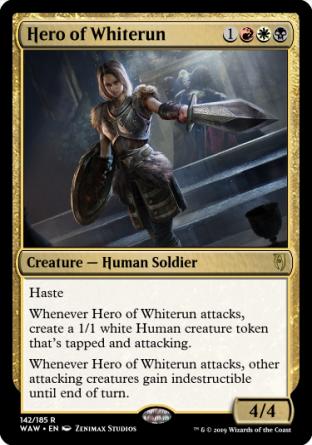 Hero of Whiterun
1
Creature — Human Soldier
Haste
Whenever Hero of Whiterun attacks,
create a 1/1 white Human creature token
that's tapped and attacking.
Whenever Hero of Whiterun attacks, other
attacking creatures gain indestructible
until end of turn.
4/4
142/185 R
WAW • EN Zenimax Studios
™ & © 2019 Wizards of the Coast